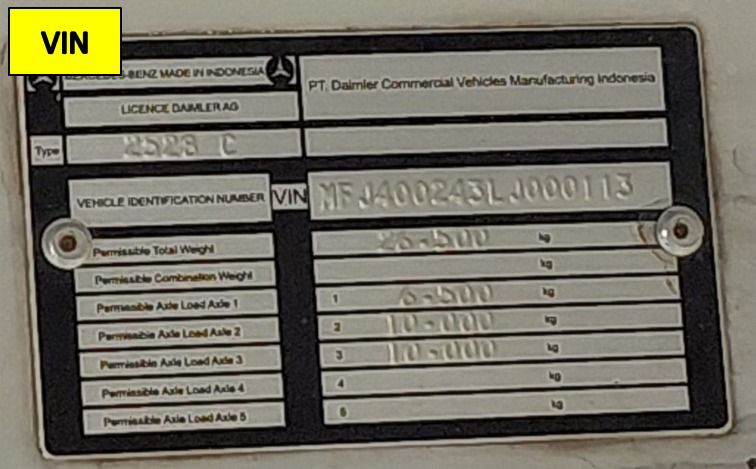 VIN
MERCEDES-BENZ MADE IN INDONESIA
PT. Daimler Commercial Vehicles Manufacturing Indonesia
LICENCE DAIMLER AG
Type 2528 C
VEHICLE IDENTIFICATION NUMBER VIN MFJ400243LJ000113
Permissible Total Weight 26.500 kg
Permissible Combination Weight kg
Permissible Axle Load Axle 1 1 6.500 kg
Permissible Axle Load Axle 2 2 10.000 kg
Permissible Axle Load Axle 3 3 10.000 kg
Permissible Axle Load Axle 4 4 kg
Permissible Axle Load Axle 5 5 kg